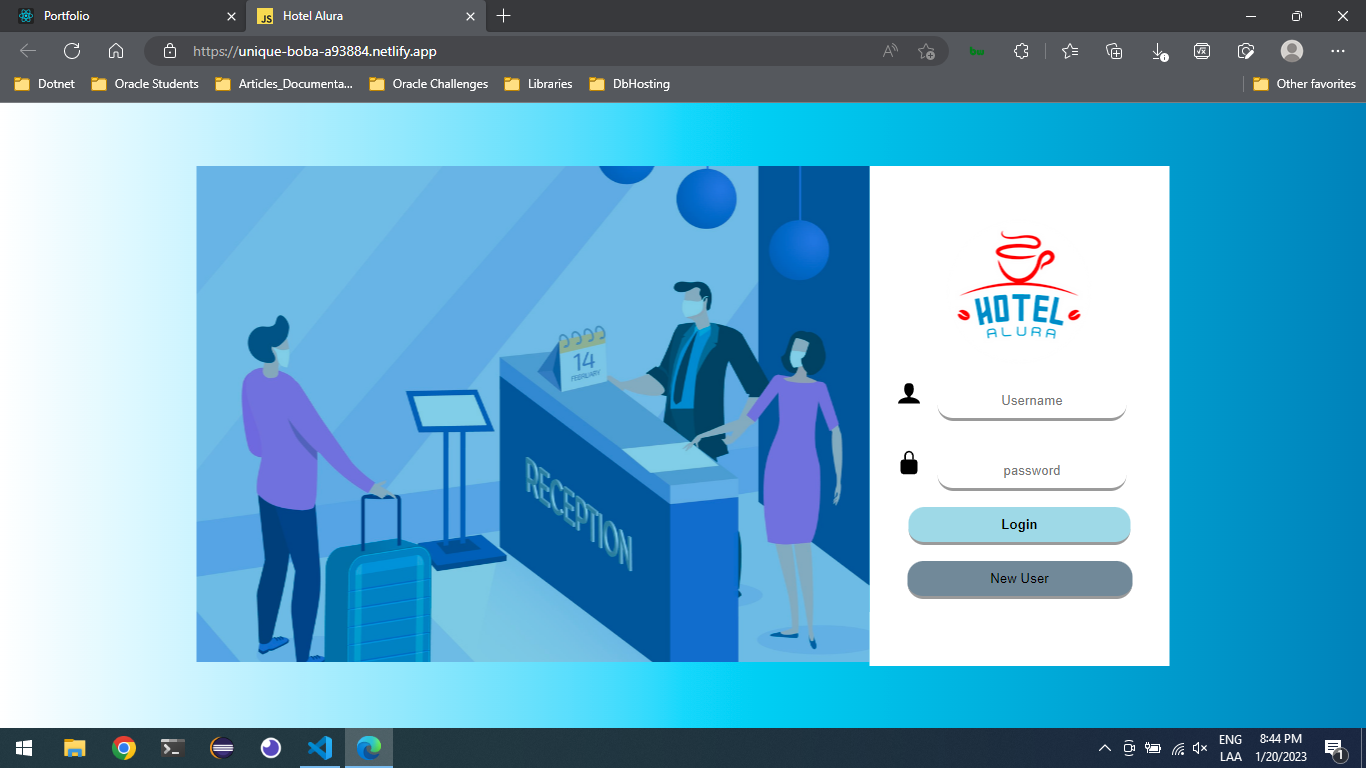 Portfolio
JS
Hotel Alura
https://unique-boba-a93884.netlify.app
Dotnet
Oracle Students
Articles_Documenta...
Oracle Challenges
Libraries
DbHosting
Other favorites
14
FEBRUARY
RECEPTION
HOTEL
ALURA
Username
password
Login
New User
ENG
LAA
8:44 PM
1/20/2023
1